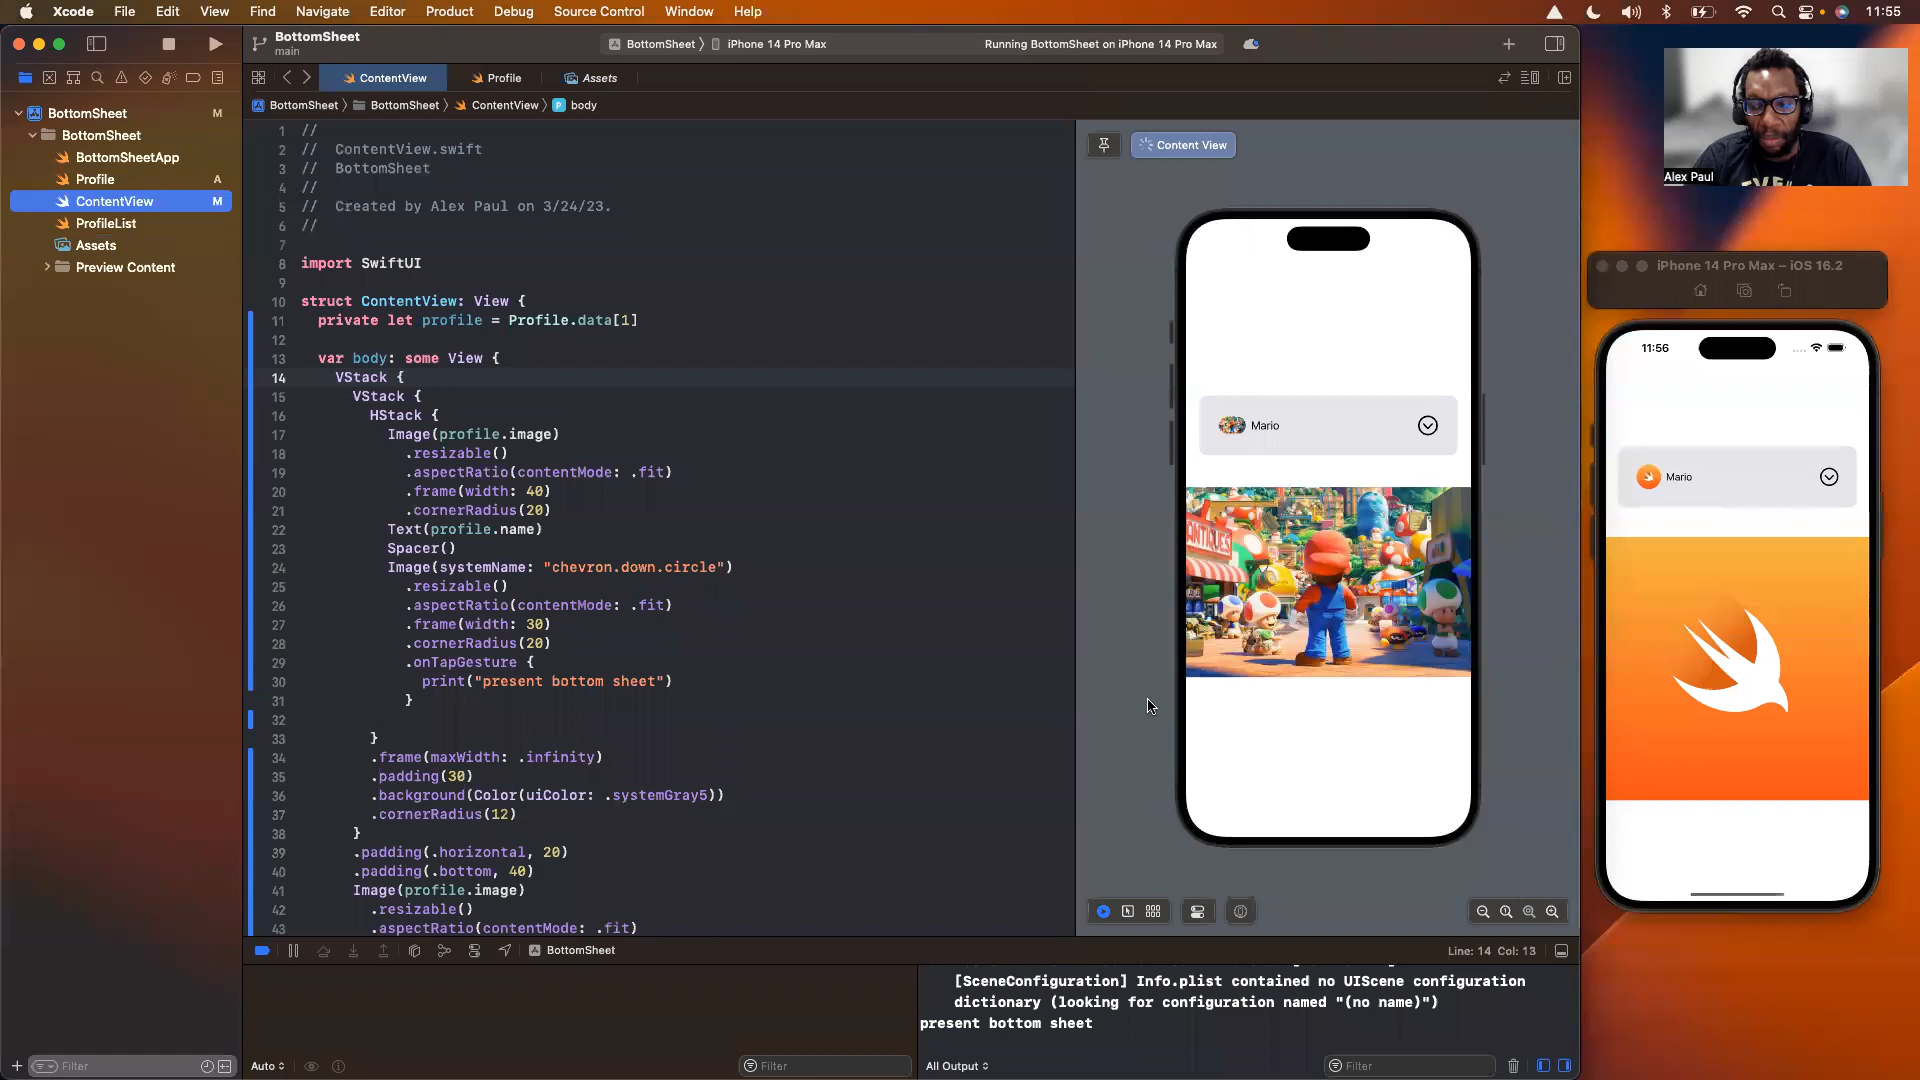 Xcode File Edit View Find Navigate Editor Product Debug Source Control Window Help 11:55
BottomSheet
main
BottomSheet iPhone 14 Pro Max Running BottomSheet on iPhone 14 Pro Max
ContentView Profile Assets
BottomSheet BottomSheet ContentView P body
BottomSheet M
BottomSheet
BottomSheetApp
Profile A
ContentView M
ProfileList
Assets
Preview Content
1 //
2 // ContentView.swift
3 // BottomSheet
4 //
5 // Created by Alex Paul on 3/24/23.
6 //
7
8 import SwiftUI
9
10 struct ContentView: View {
11 private let profile = Profile.data[1]
12
13 var body: some View {
14 VStack {
15 VStack {
16 HStack {
17 Image(profile.image)
18 .resizable()
19 .aspectRatio(contentMode: .fit)
20 .frame(width: 40)
21 .cornerRadius(20)
22 Text(profile.name)
23 Spacer()
24 Image(systemName: "chevron.down.circle")
25 .resizable()
26 .aspectRatio(contentMode: .fit)
27 .frame(width: 30)
28 .cornerRadius(20)
29 .onTapGesture {
30 print("present bottom sheet")
31 }
32
33 }
34 .frame(maxWidth: .infinity)
35 .padding(30)
36 .background(Color(uiColor: .systemGray5))
37 .cornerRadius(12)
38 }
39 .padding(.horizontal, 20)
40 .padding(.bottom, 40)
41 Image(profile.image)
42 .resizable()
43 .aspectRatio(contentMode: .fit)
Content View
Mario
ANTIQUES
Alex Paul
iPhone 14 Pro Max – iOS 16.2
11:56
Mario
BottomSheet
Line: 14 Col: 13
[SceneConfiguration] Info.plist contained no UIScene configuration
dictionary (looking for configuration named "(no name)")
present bottom sheet
Filter
Auto
Filter
All Output
Filter